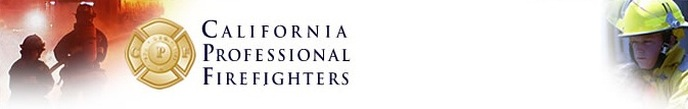 CALIFORNIA
PROFESSIONAL
FIREFIGHTERS
C P F